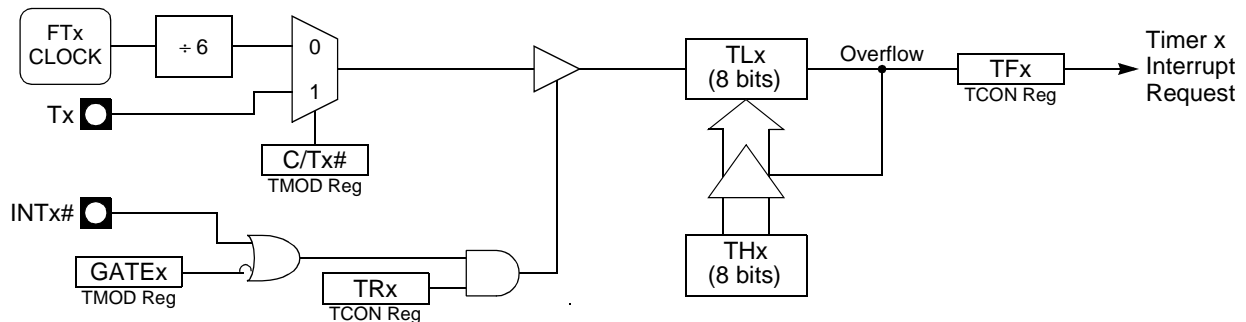 FTx
CLOCK
÷ 6
0
1
Tx
C/Tx#
TMOD Reg
TLx
(8 bits)
Overflow
TFx
TCON Reg
Timer x
Interrupt
Request
INTx#
GATEx
TMOD Reg
TRx
TCON Reg
THx
(8 bits)